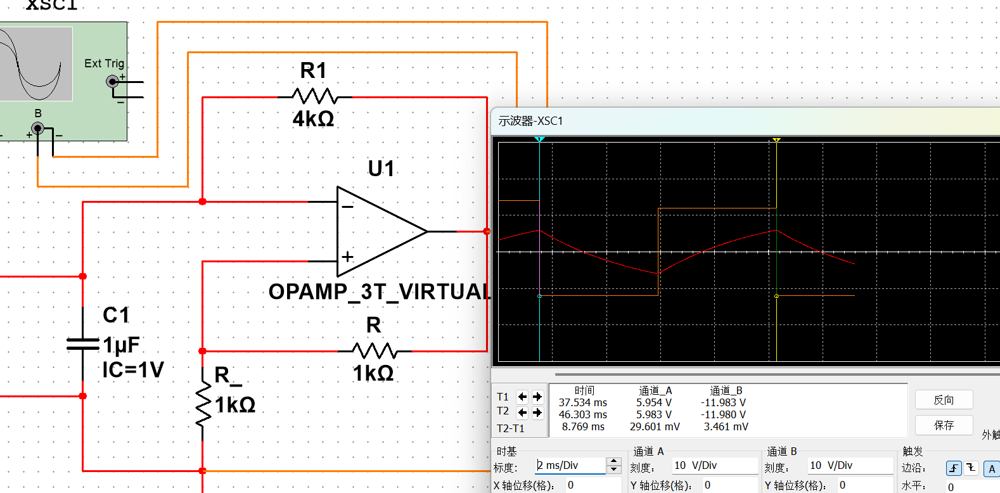 XSC1
Ext Trig
+
−
B
+
−
R1
4kΩ
U1
−
+
OPAMP_3T_VIRTUAL
C1
1µF
IC=1V
R
1kΩ
R_
1kΩ
示波器-XSC1
时间 通道_A 通道_B
T1 37.534 ms 5.954 V -11.983 V
T2 46.303 ms 5.983 V -11.980 V
T2-T1 8.769 ms 29.601 mV 3.461 mV
反向
保存
外触
时基 通道 A 通道 B 触发
标度: 2 ms/Div 刻度: 10 V/Div 刻度: 10 V/Div 边沿: A
X 轴位移(格): 0 Y 轴位移(格): 0 Y 轴位移(格): 0 水平: 0